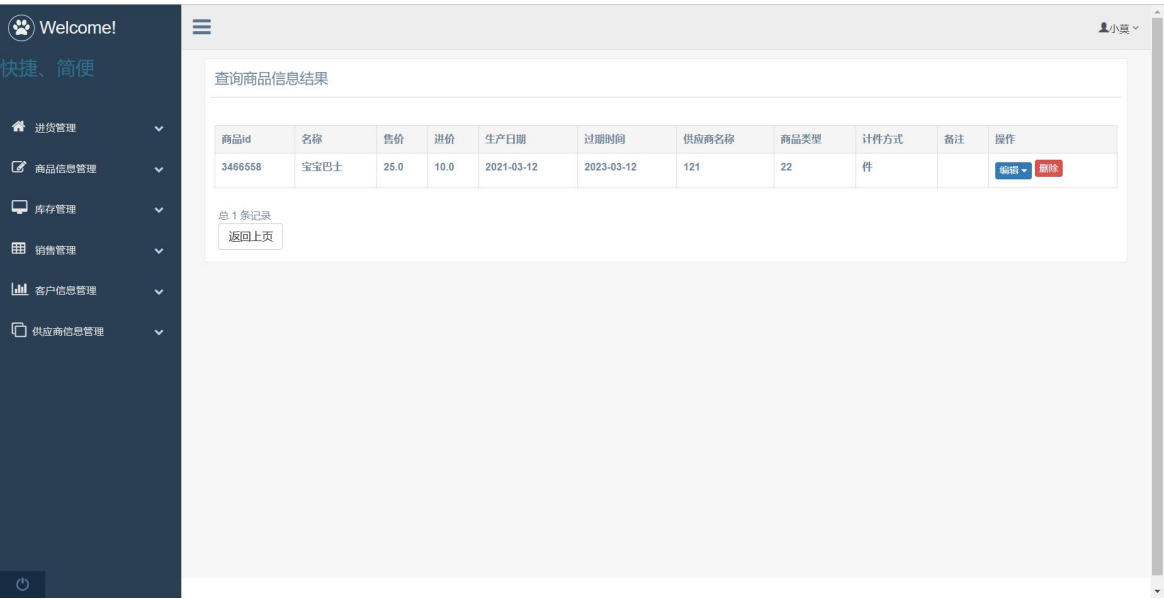 Welcome!
小莫
快捷、简便
查询商品信息结果
进货管理
商品信息管理
库存管理
销售管理
客户信息管理
供应商信息管理
商品id 名称 售价 进价 生产日期 过期时间 供应商名称 商品类型 计件方式 备注 操作
3466558 宝宝巴士 25.0 10.0 2021-03-12 2023-03-12 121 22 件 编辑 删除
总 1 条记录
返回上页